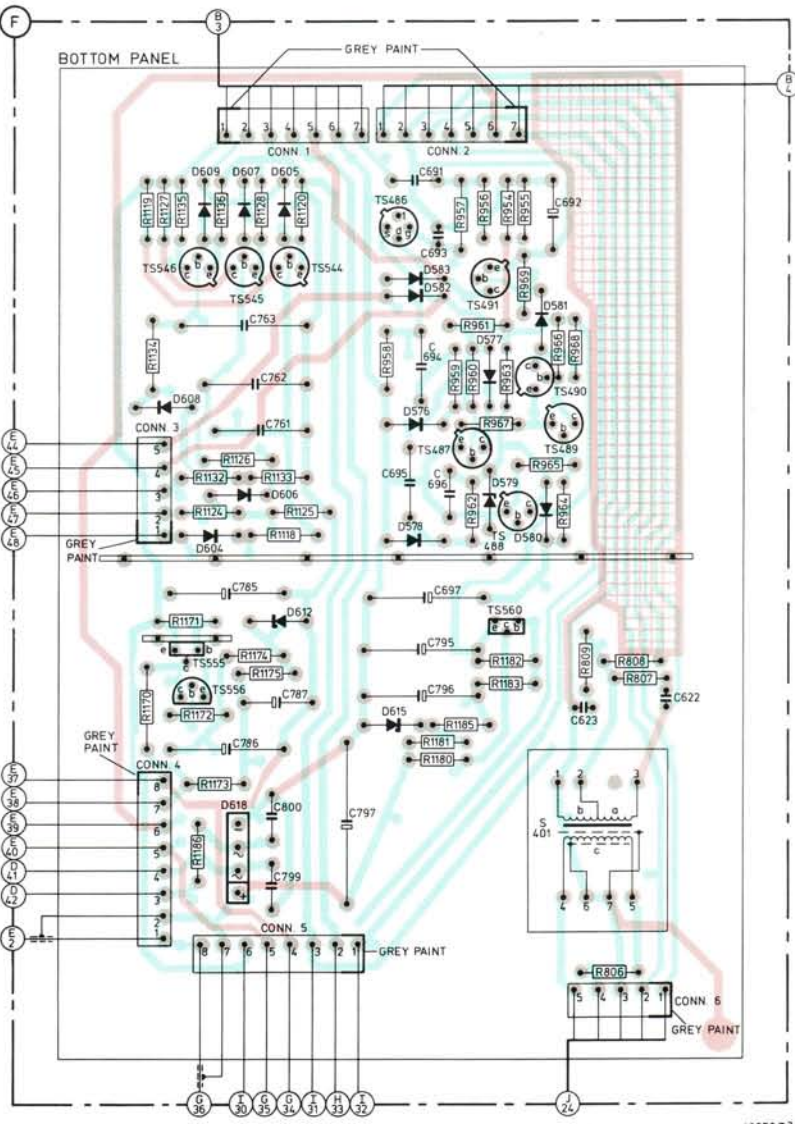 F
B
3
GREY PAINT
BOTTOM PANEL
B
4
1 2 3 4 5 6 7
1 2 3 4 5 6 7
CONN. 1
CONN. 2
D609 D607 D605
C691
R1119 R1127 R1135 R1136 R1128 R1120
TS486
s d g
C693
R957 R956 R954 R955
C692
TS546 c b e
TS545 c b e
TS544 c b e
D583
D582
TS491 e b c
R969
D581
C763
R961
R1134
R958
C
694
D577
R959 R960 R963
R966 R968
C762
TS490 c b e
D608
D576
R967
C761
CONN. 3
TS487 e c b
TS489 e c b
E
44
5
R1126
R965
E
45
4
R1132 R1133
C695
C
696
D579
E
46
3
D606
R962
e c b
R964
E
47
2
R1124 R1125
E
48
1
D604
R1118
D578
TS
488
D580
GREY
PAINT
C785
C697
R1171
D612
TS560
e c b
e b
c
TS555
R1174
C795
R1182
R809
R808
R1175
R807
R1170
TS556
c b e
C787
C796
R1183
C622
R1172
D615
R1185
C623
GREY
PAINT
C786
R1181
R1180
CONN. 4
E
37
8
R1173
1 2 3
E
38
7
D618
C800
C797
b a
E
39
6
R1186
S
401
E
40
5
c
D
41
4
~
~
C799
D
42
3
+
4 6 7 5
2
E
2
1
CONN. 5
8 7 6 5 4 3 2 1
GREY PAINT
R806
5 4 3 2 1
CONN. 6
GREY PAINT
G
36
I
30
G
35
G
34
I
31
H
33
I
32
J
24